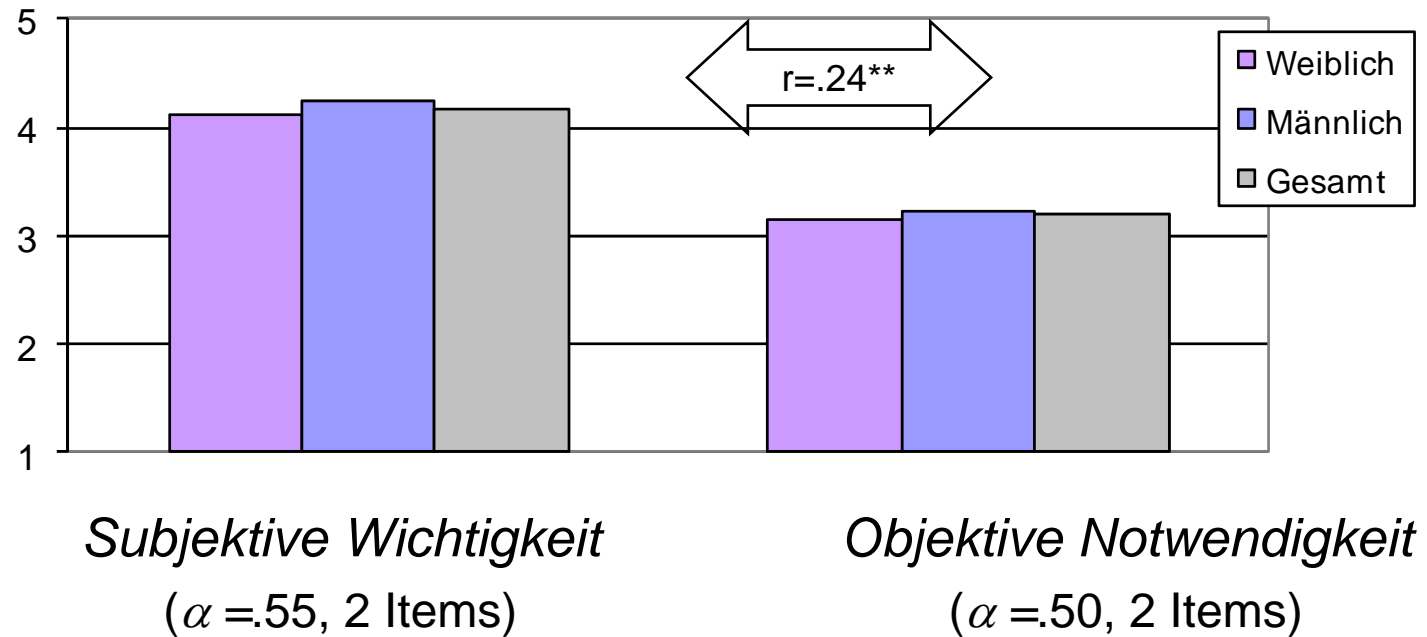 5
4
3
2
1
r=.24**
Weiblich
Männlich
Gesamt
Subjektive Wichtigkeit
(α =.55, 2 Items)
Objektive Notwendigkeit
(α =.50, 2 Items)